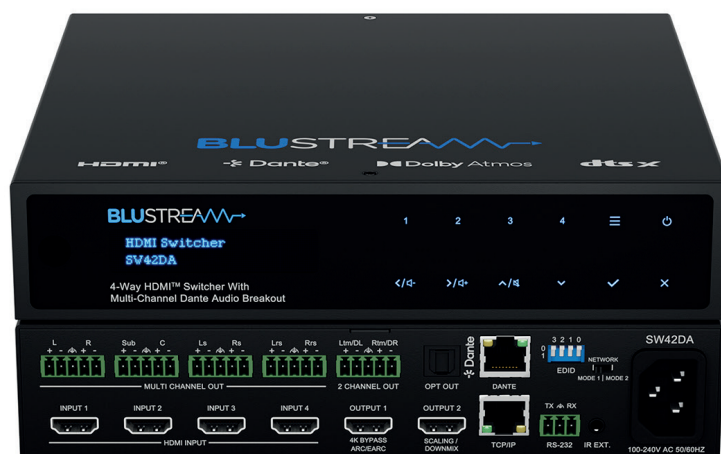 BLUSTREAM
HDMI® Dante® Dolby Atmos dts x
BLUSTREAM
1 2 3 4
HDMI Switcher
SW42DA
4-Way HDMI™ Switcher With
Multi-Channel Dante Audio Breakout
L R Sub C Ls Rs Lrs Rrs Ltm/DL Rtm/DR
+ - + - + - + - + - + - + - + - + - + -
MULTI CHANNEL OUT 2 CHANNEL OUT
OPT OUT
Dante
DANTE
3 2 1 0
0
1
EDID
NETWORK
MODE 1 MODE 2
SW42DA
INPUT 1 INPUT 2 INPUT 3 INPUT 4
HDMI INPUT
OUTPUT 1
4K BYPASS
ARC/EARC
OUTPUT 2
SCALING /
DOWNMIX
TCP/IP
TX RX
RS-232
IR EXT.
100-240V AC 50/60HZ